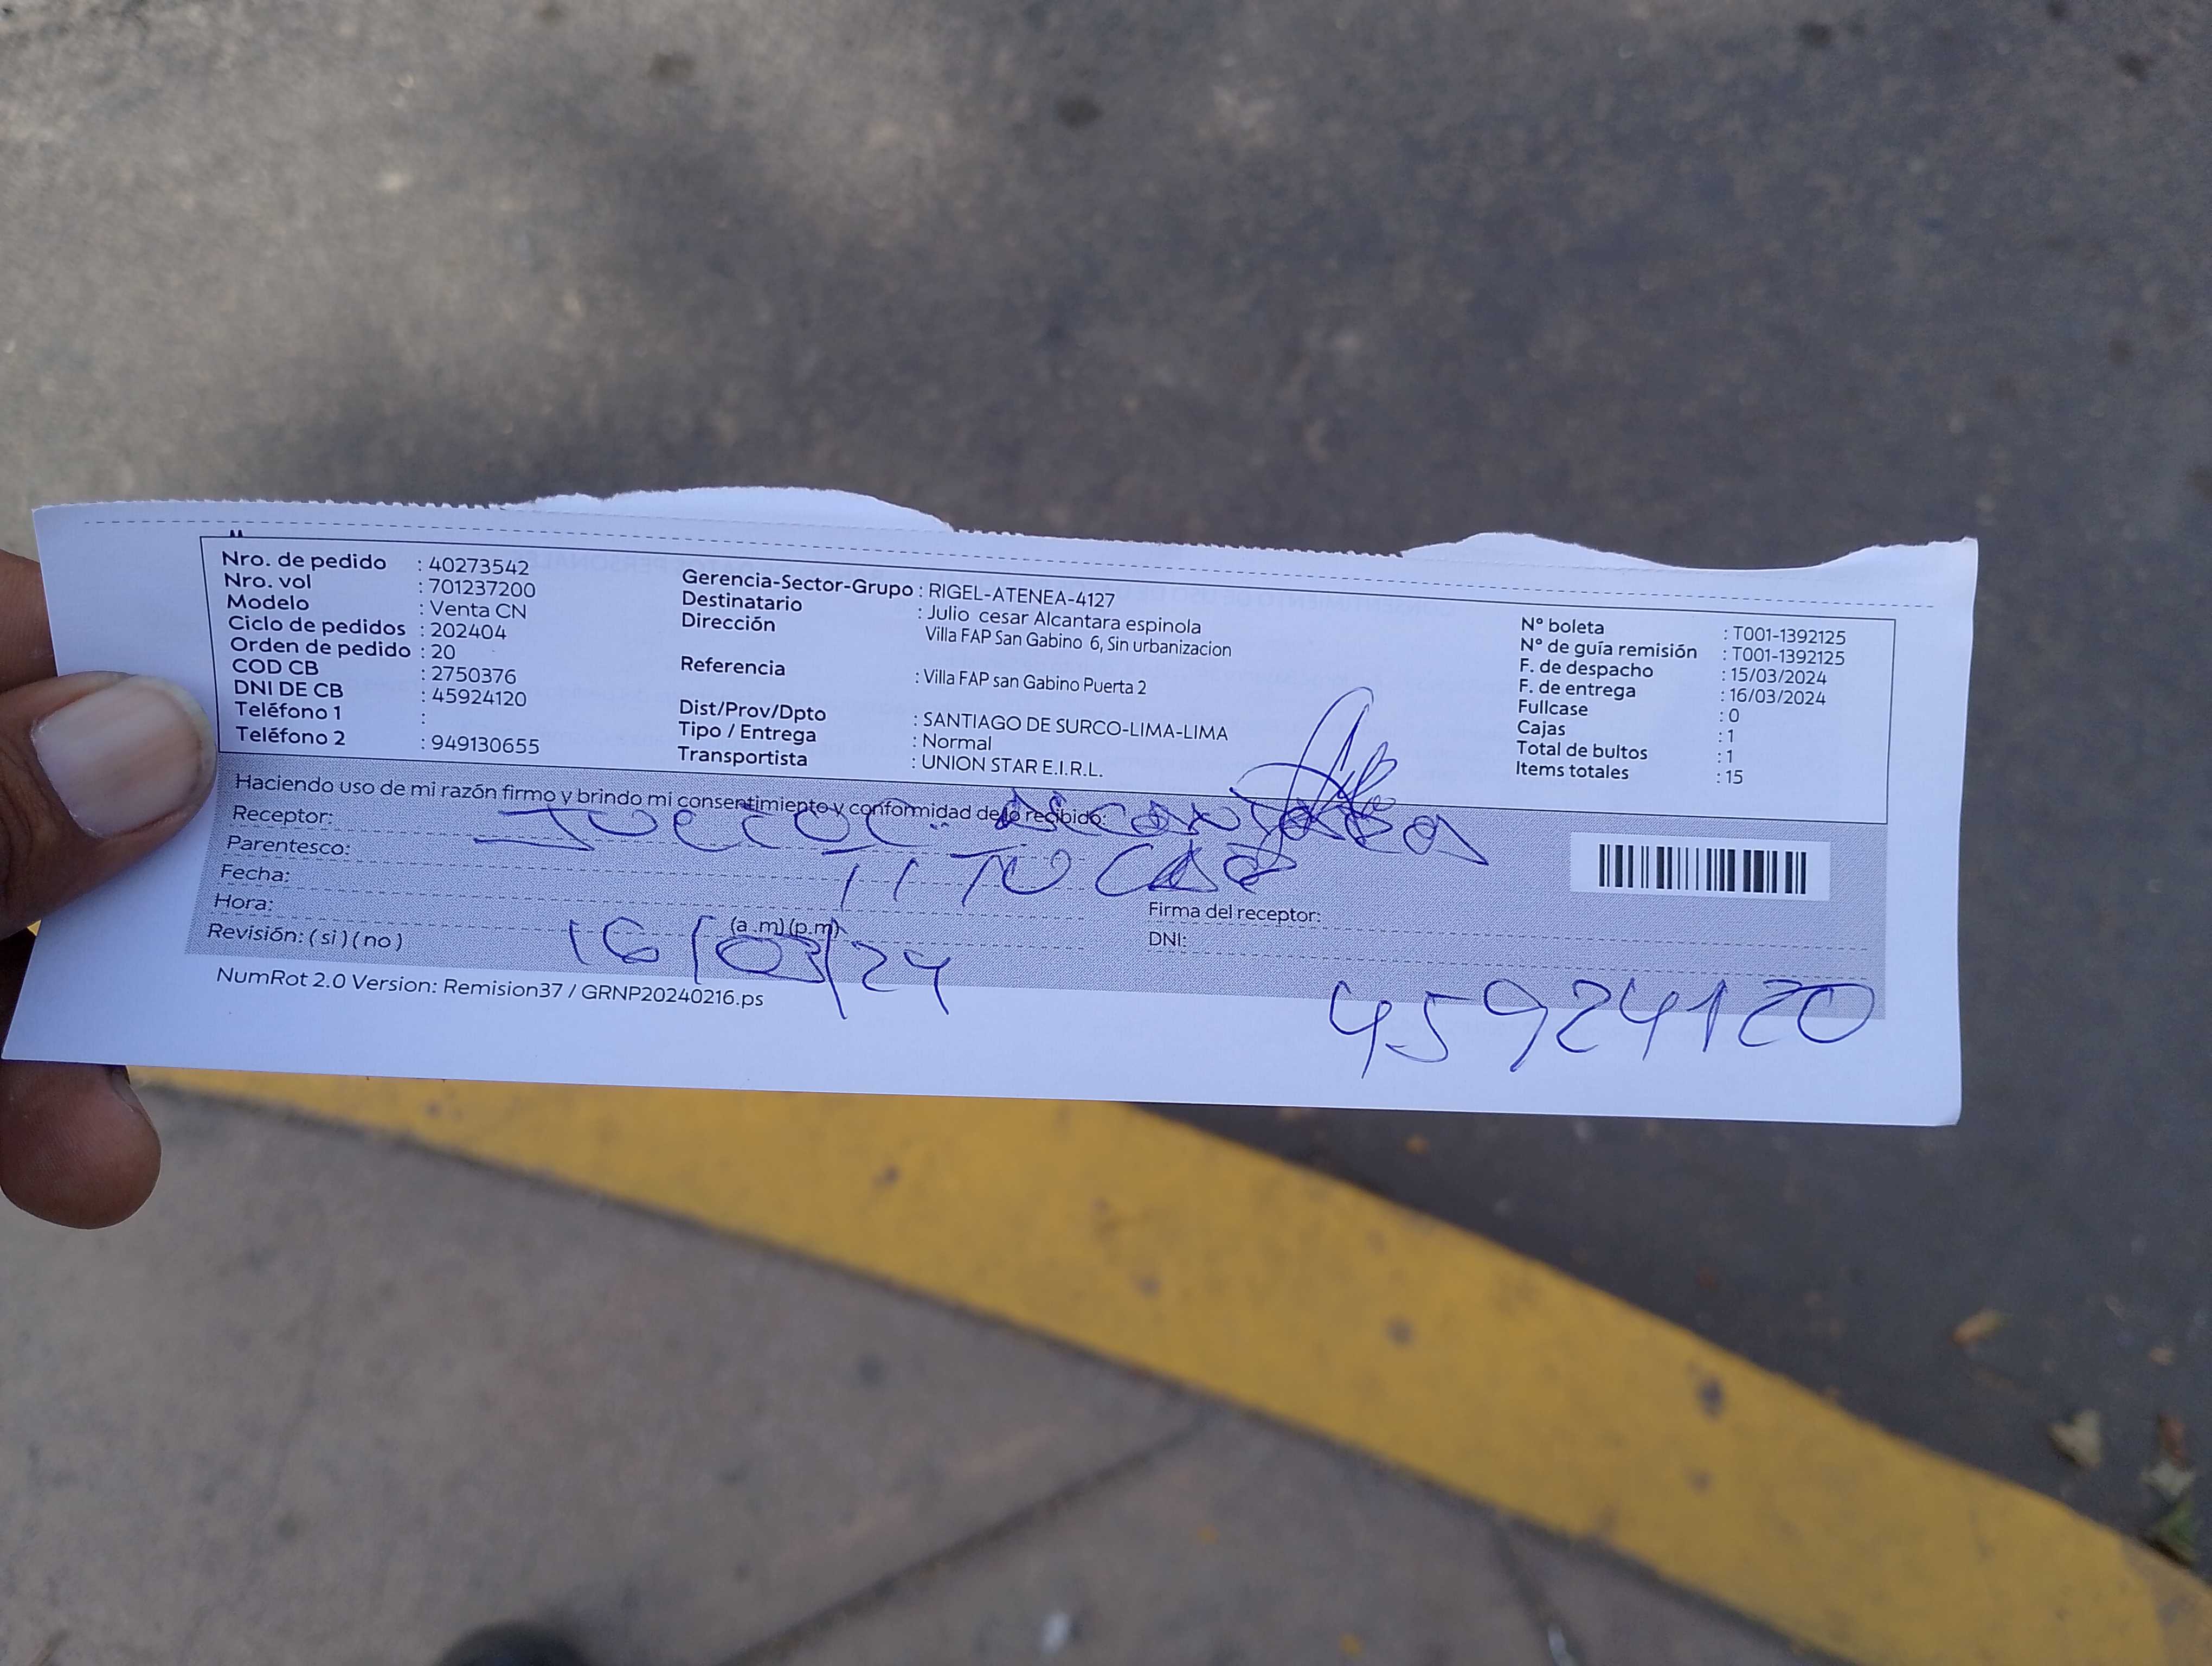 Nro. de pedido : 40273542
Nro. vol : 701237200
Modelo : Venta CN
Ciclo de pedidos : 202404
Orden de pedido : 20
COD CB : 2750376
DNI DE CB : 45924120
Teléfono 1 :
Teléfono 2 : 949130655
Gerencia-Sector-Grupo : RIGEL-ATENEA-4127
Destinatario : Julio cesar Alcantara espinola
Dirección Villa FAP San Gabino 6, Sin urbanizacion
Referencia : Villa FAP san Gabino Puerta 2
Dist/Prov/Dpto : SANTIAGO DE SURCO-LIMA-LIMA
Tipo / Entrega : Normal
Transportista : UNION STAR E.I.R.L.
N° boleta : T001-1392125
N° de guía remisión : T001-1392125
F. de despacho : 15/03/2024
F. de entrega : 16/03/2024
Fullcase : 0
Cajas : 1
Total de bultos : 1
Items totales : 15
Haciendo uso de mi razón firmo y brindo mi consentimiento y conformidad de lo recibido:
Receptor:
Parentesco: TITU
Fecha:
Hora: (a.m) (p.m)
16/03/24
Revisión: ( si ) ( no )
Firma del receptor:
DNI:
45924120
NumRot 2.0 Version: Remision37 / GRNP20240216.ps